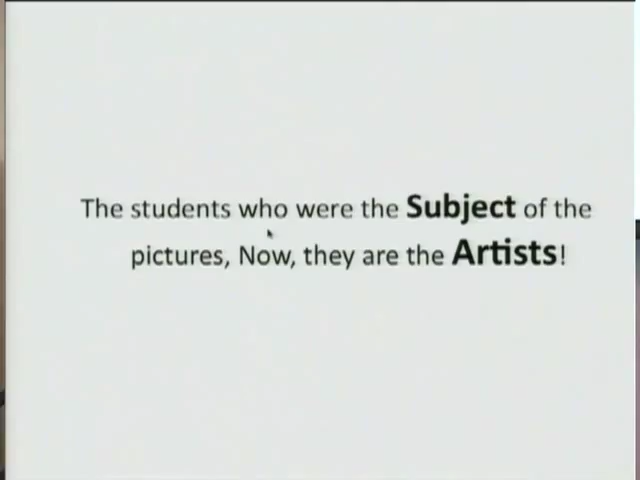 The students who were the Subject of the
pictures, Now, they are the Artists!